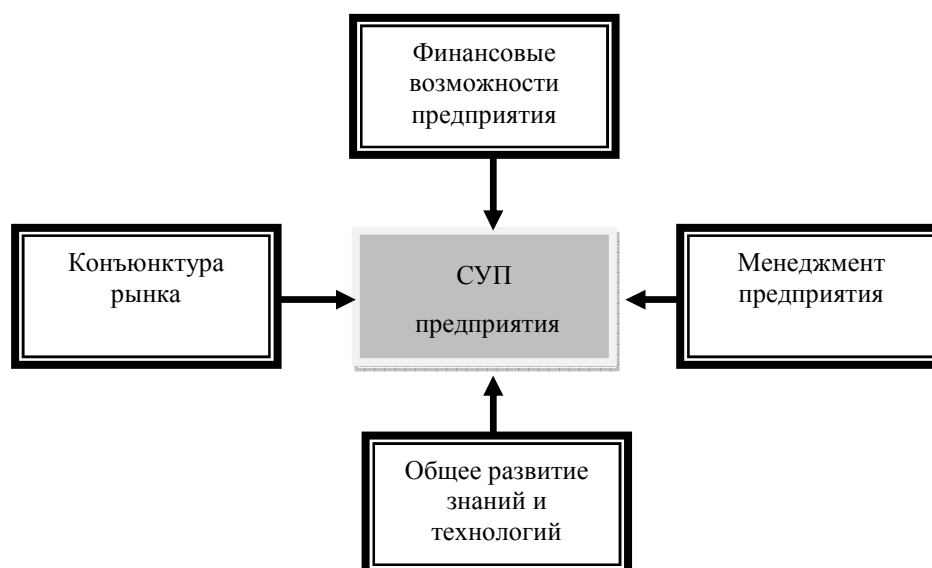 Финансовые
возможности
предприятия
Конъюнктура
рынка
СУП
предприятия
Менеджмент
предприятия
Общее развитие
знаний и
технологий